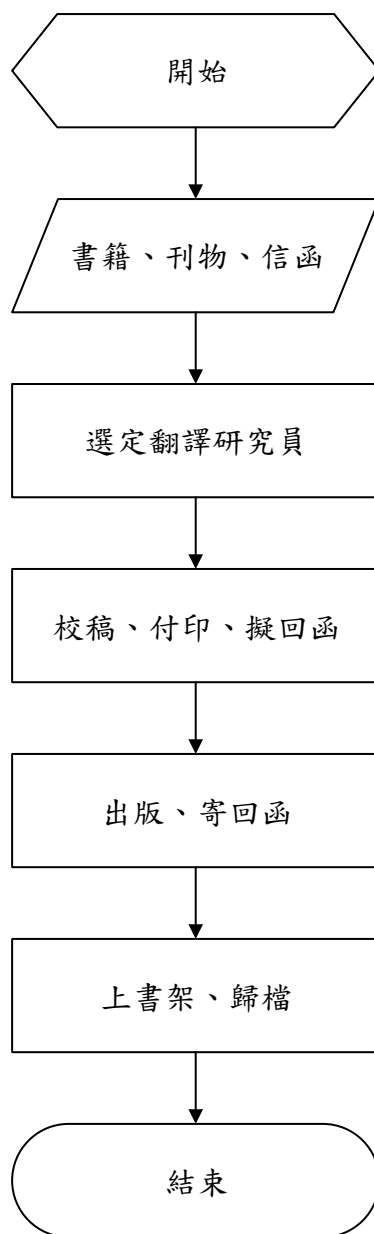 開始
書籍、刊物、信函
選定翻譯研究員
校稿、付印、擬回函
出版、寄回函
上書架、歸檔
結束